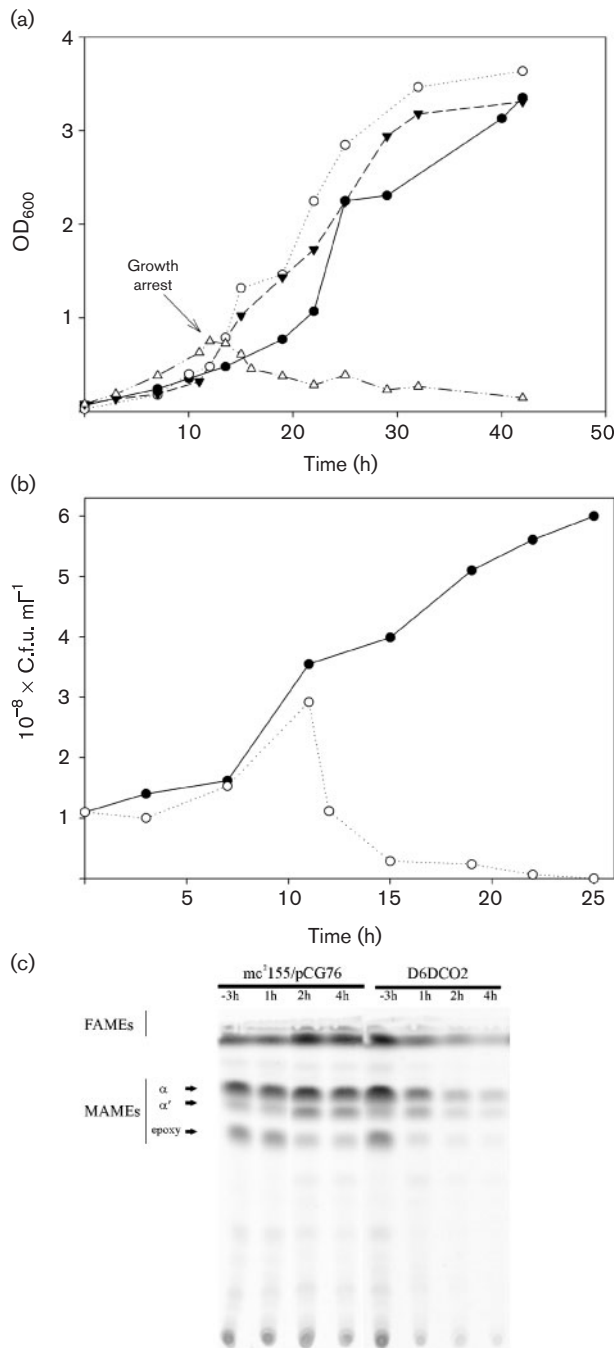 (a)
4
3
2
1
OD600
Growth
arrest
10
20
30
40
50
Time (h)
(b)
6
5
4
3
2
1
10⁻⁸ × C.f.u. ml⁻¹
5
10
15
20
25
Time (h)
(c)
mc²155/pCG76 D6DCO2
-3h 1h 2h 4h -3h 1h 2h 4h
FAMEs
MAMEs
α
α'
epoxy